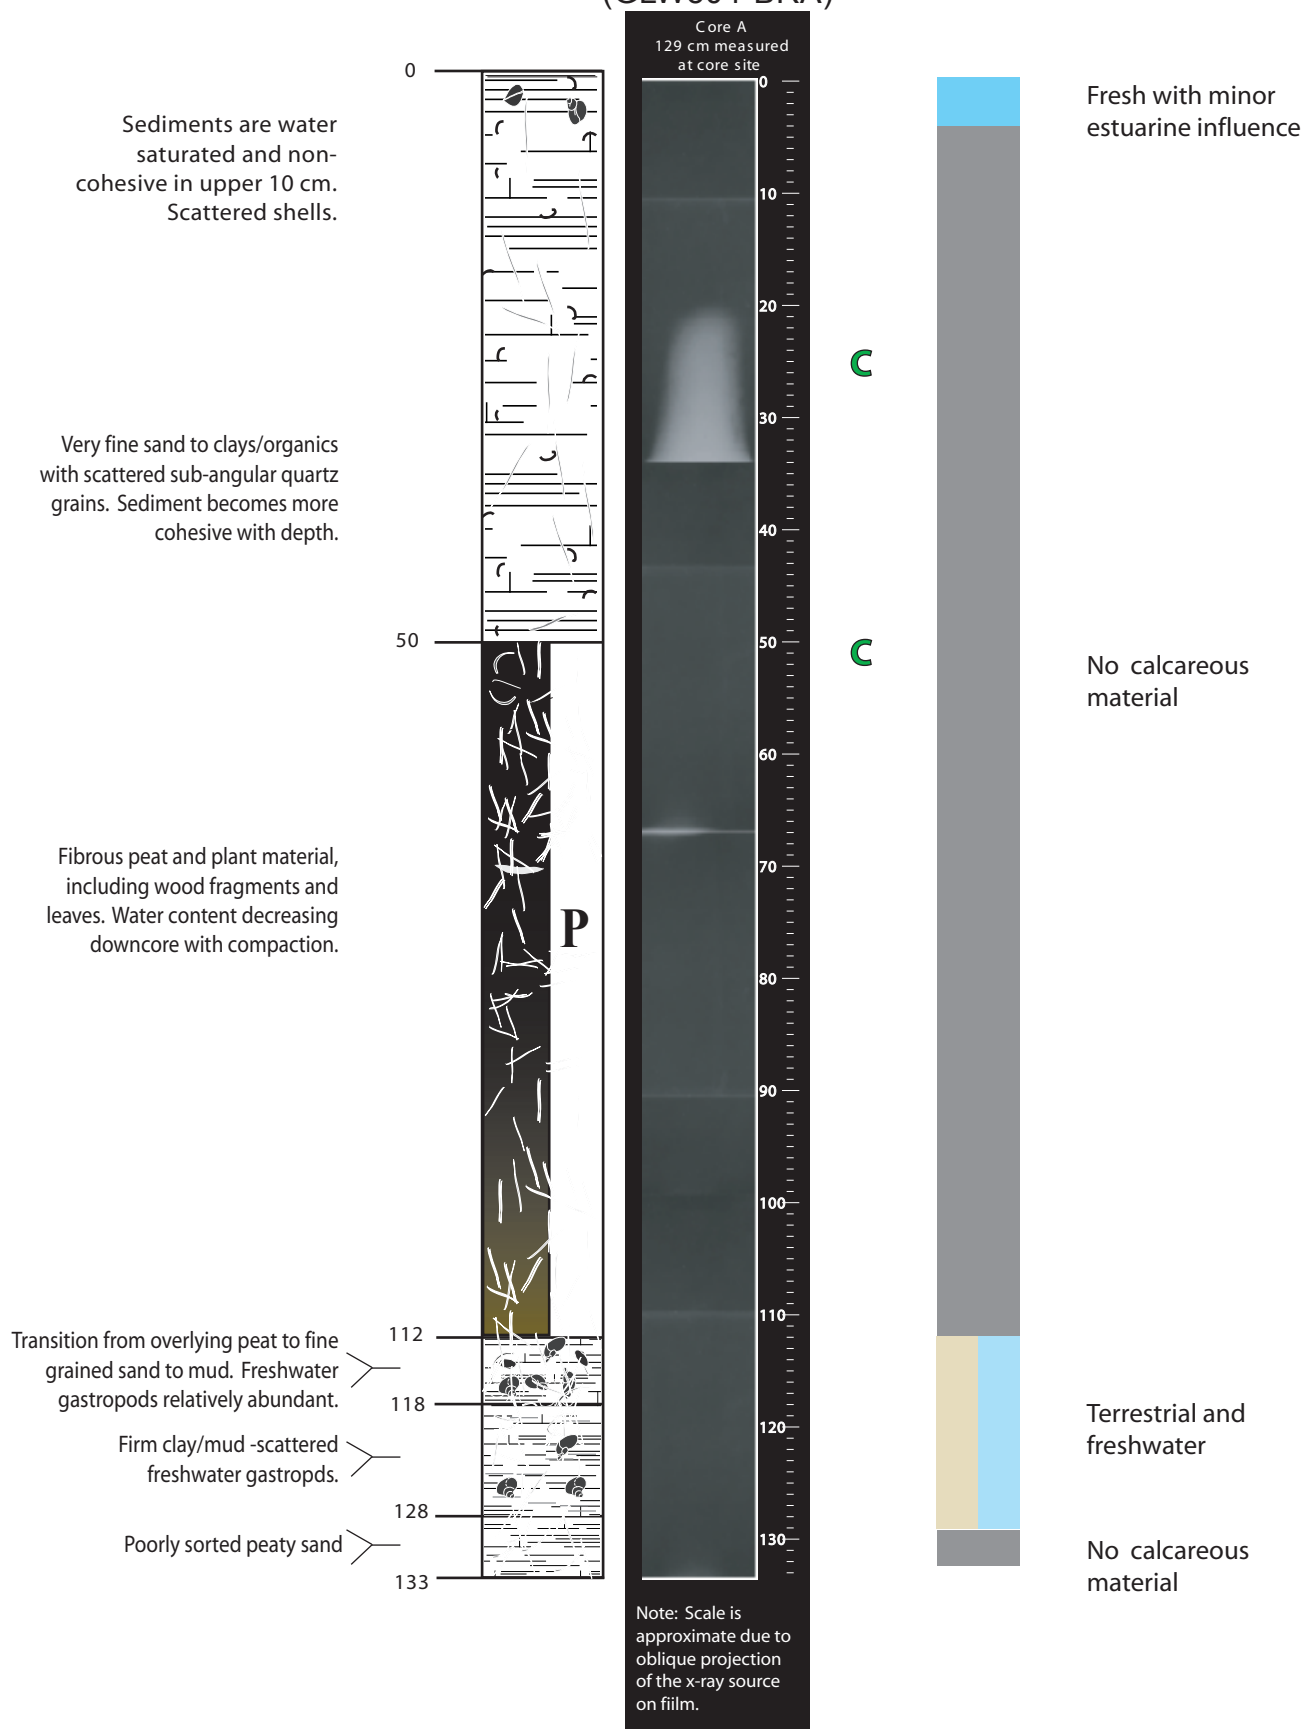 Core A
129 cm measured
at core site
0
Sediments are water
saturated and non-
cohesive in upper 10 cm.
Scattered shells.
Very fine sand to clays/organics
with scattered sub-angular quartz
grains. Sediment becomes more
cohesive with depth.
50
Fibrous peat and plant material,
including wood fragments and
leaves. Water content decreasing
downcore with compaction.
P
Transition from overlying peat to fine
grained sand to mud. Freshwater
gastropods relatively abundant.
112
118
Firm clay/mud -scattered
freshwater gastropds.
128
Poorly sorted peaty sand
133
0
10
20
30
40
50
60
70
80
90
100
110
120
130
Note: Scale is
approximate due to
oblique projection
of the x-ray source
on fiilm.
C
C
Fresh with minor
estuarine influence
No calcareous
material
Terrestrial and
freshwater
No calcareous
material